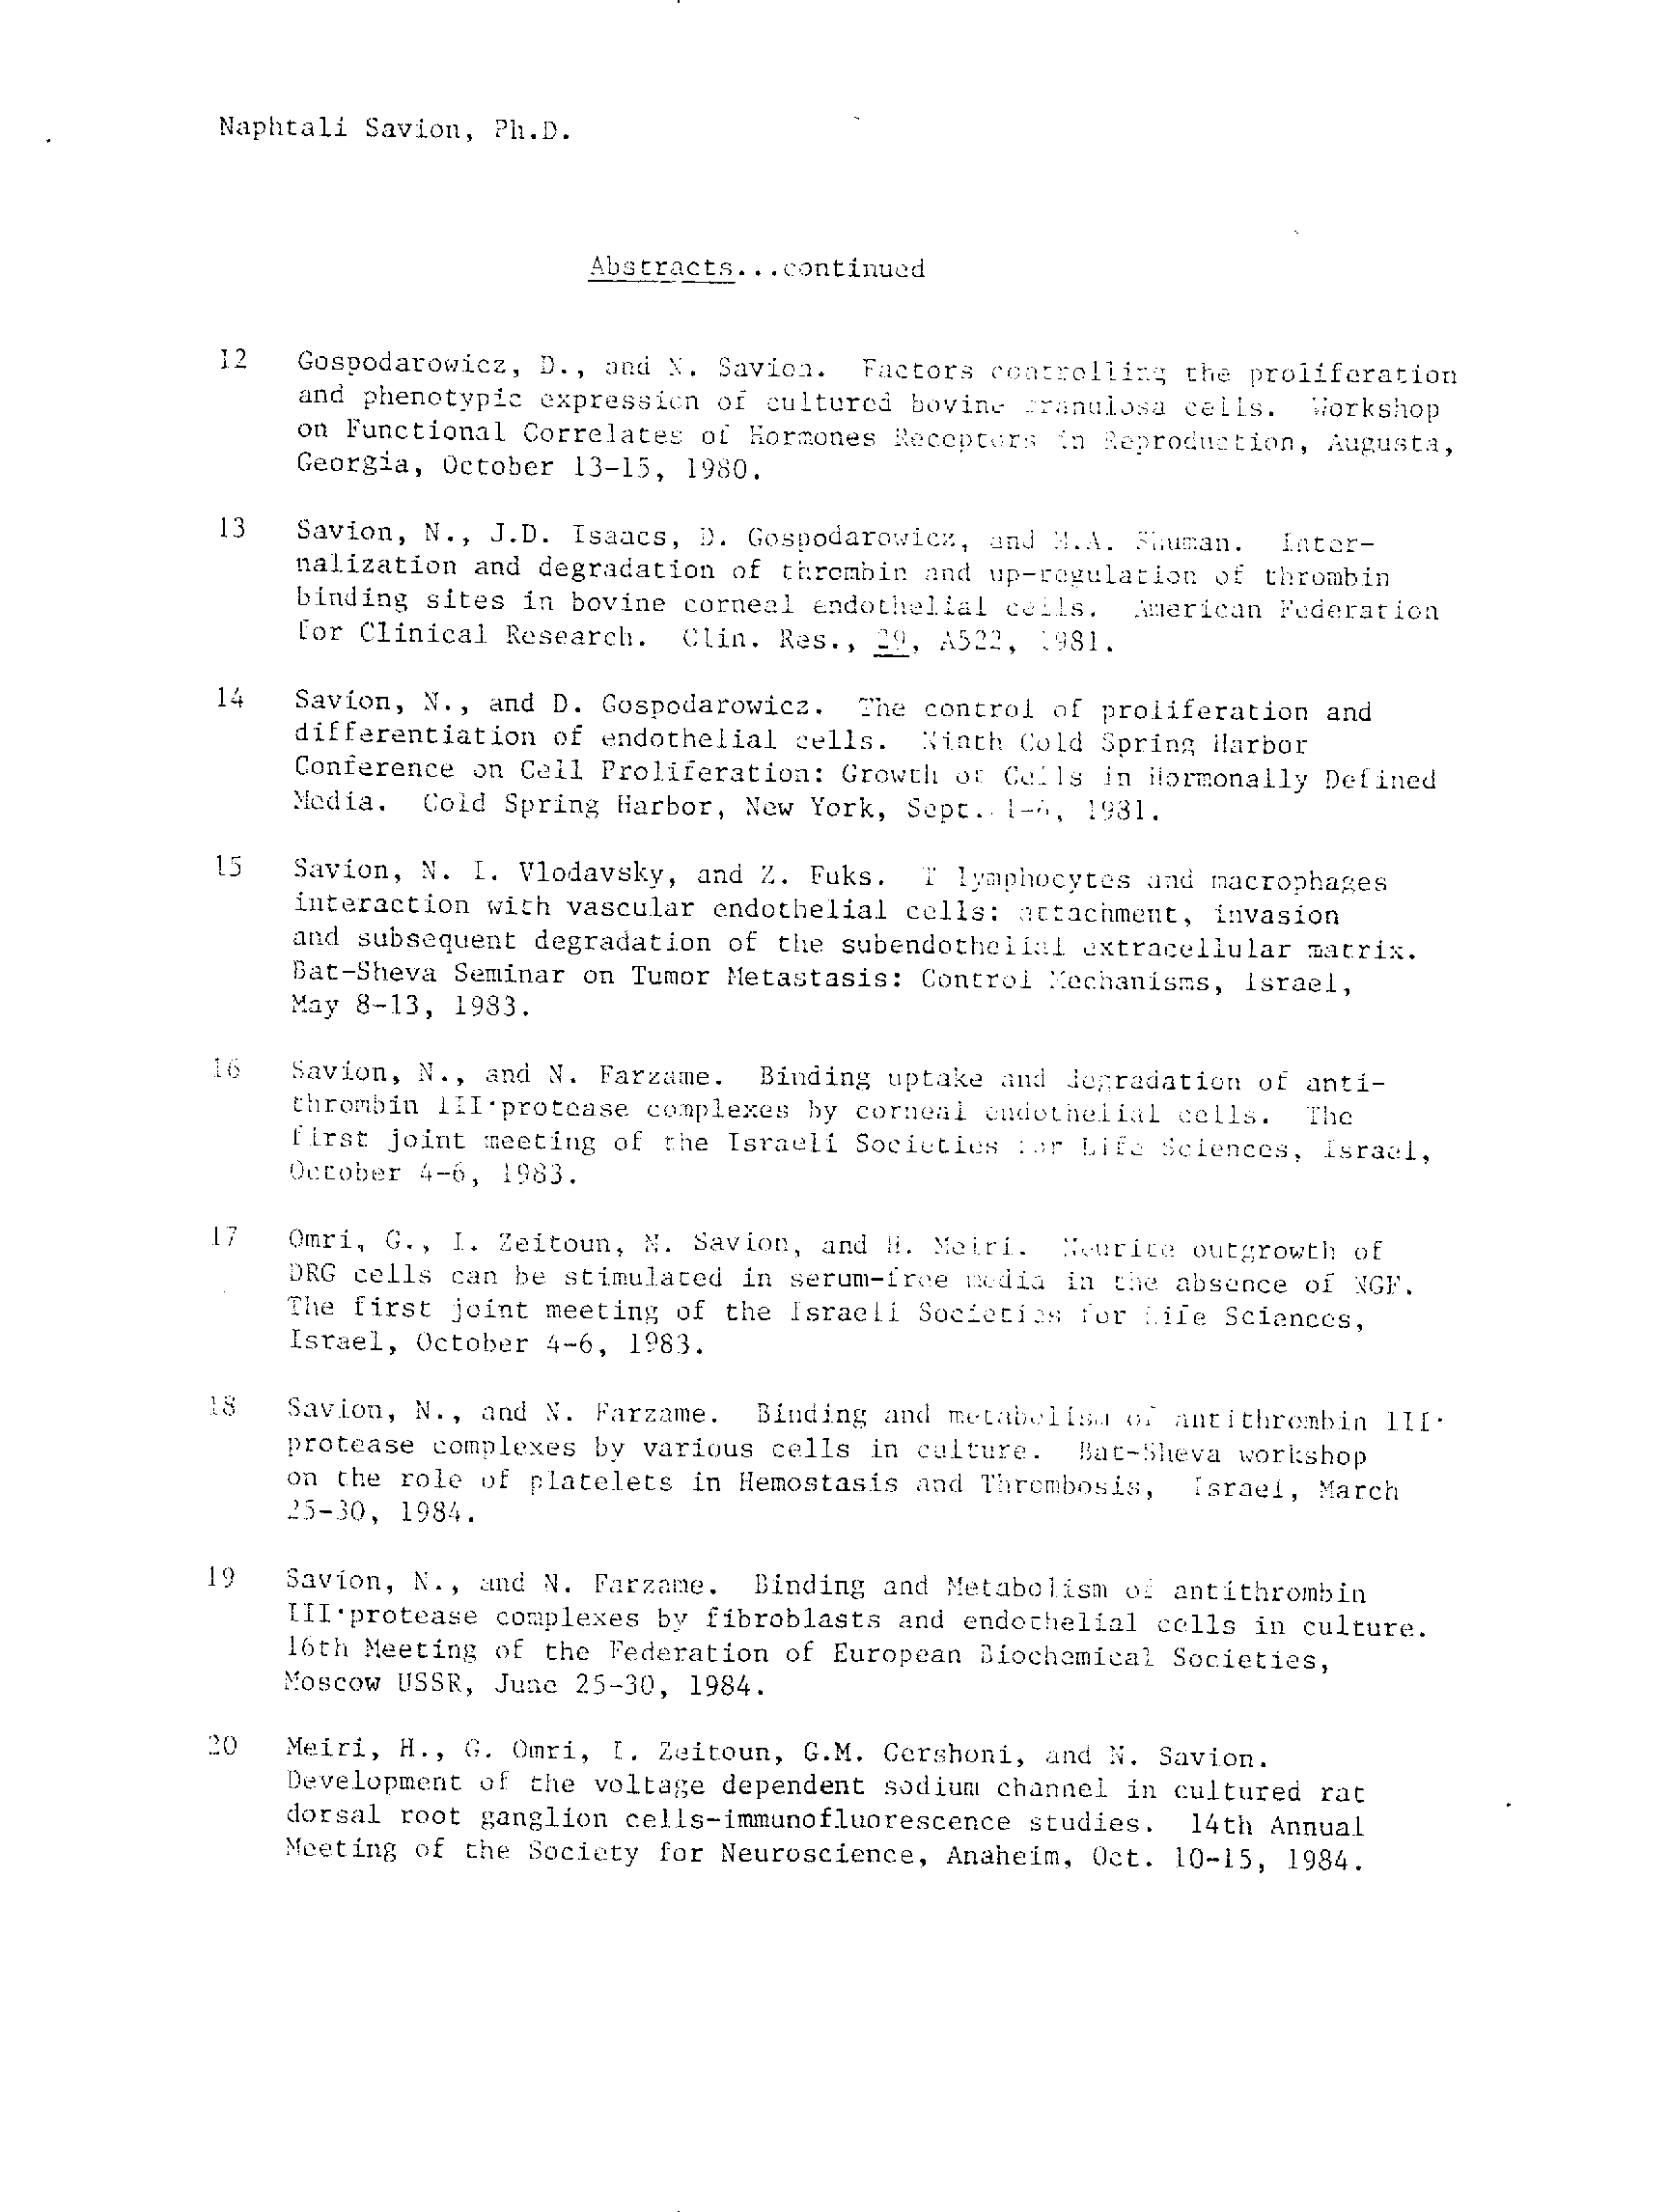 Naphtali Savion, Ph.D.
Abstracts...continued
12 Gospodarowicz, D., and N. Savion. Factors controlling the proliferation
and phenotypic expression of cultured bovine granulosa cells. Workshop
on Functional Correlates of Hormones Receptors in Reproduction, Augusta,
Georgia, October 13-15, 1980.
13 Savion, N., J.D. Isaacs, D. Gospodarowicz, and M.A. Shuman. Inter-
nalization and degradation of thrombin and up-regulation of thrombin
binding sites in bovine corneal endothelial cells. American Federation
for Clinical Research. Clin. Res., 29, A522, 1981.
14 Savion, N., and D. Gospodarowicz. The control of proliferation and
differentiation of endothelial cells. Ninth Cold Spring Harbor
Conference on Cell Proliferation: Growth of Cells in Hormonally Defined
Media. Cold Spring Harbor, New York, Sept. 1-6, 1981.
15 Savion, N. I. Vlodavsky, and Z. Fuks. T lymphocytes and macrophages
interaction with vascular endothelial cells: attachment, invasion
and subsequent degradation of the subendothelial extracellular matrix.
Bat-Sheva Seminar on Tumor Metastasis: Control Mechanisms, Israel,
May 8-13, 1983.
16 Savion, N., and N. Farzame. Binding uptake and degradation of anti-
thrombin III·protease complexes by corneal endothelial cells. The
first joint meeting of the Israeli Societies for Life Sciences, Israel,
October 4-6, 1983.
17 Omri, G., I. Zeitoun, N. Savion, and H. Meiri. Neurite outgrowth of
DRG cells can be stimulated in serum-free media in the absence of NGF.
The first joint meeting of the Israeli Societies for Life Sciences,
Israel, October 4-6, 1983.
18 Savion, N., and N. Farzame. Binding and metabolism of antithrombin III·
protease complexes by various cells in culture. Bat-Sheva workshop
on the role of platelets in Hemostasis and Thrombosis, Israel, March
25-30, 1984.
19 Savion, N., and N. Farzame. Binding and Metabolism of antithrombin
III·protease complexes by fibroblasts and endothelial cells in culture.
16th Meeting of the Federation of European Biochemical Societies,
Moscow USSR, June 25-30, 1984.
20 Meiri, H., G. Omri, I. Zeitoun, G.M. Gershoni, and N. Savion.
Development of the voltage dependent sodium channel in cultured rat
dorsal root ganglion cells-immunofluorescence studies. 14th Annual
Meeting of the Society for Neuroscience, Anaheim, Oct. 10-15, 1984.